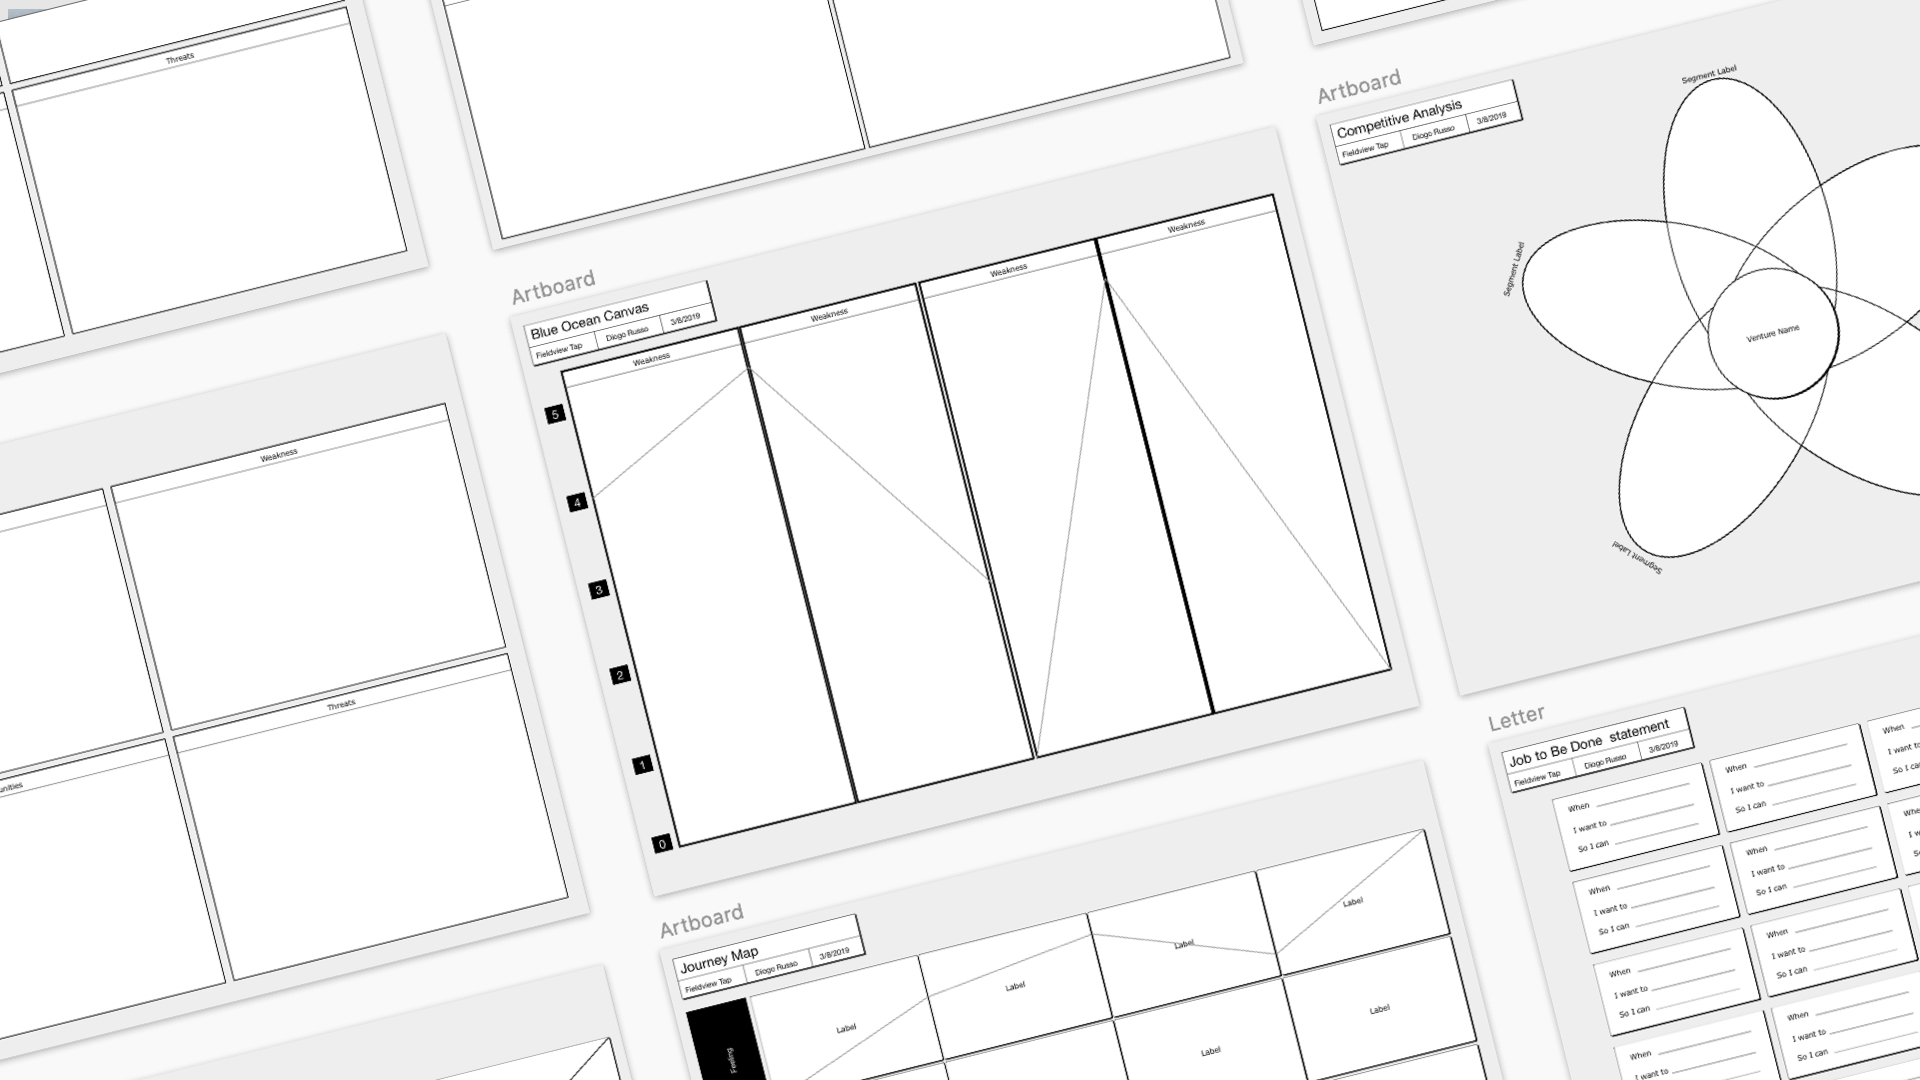 Threats
Artboard
Competitive Analysis
Fieldview Tap
Diogo Russo
3/8/2019
Segment Label
Segment Label
Venture Name
Segment Label
Artboard
Blue Ocean Canvas
Fieldview Tap
Diogo Russo
3/8/2019
Weakness
Weakness
Weakness
Weakness
5
4
3
2
1
0
Weakness
Threats
unities
Artboard
Journey Map
Fieldview Tap
Diogo Russo
3/8/2019
Feeling
Label
Label
Label
Label
Label
Label
Letter
Job to Be Done statement
Fieldview Tap
Diogo Russo
3/8/2019
When
I want to
So I can
When
I want to
So I can
When
I want to
So I can
When
I want to
So I can
When
I want to
So I can
Whe
I w
So
When
I want to
So I can
When
I want to
So I can
When
I want to
So I can
When
I want to